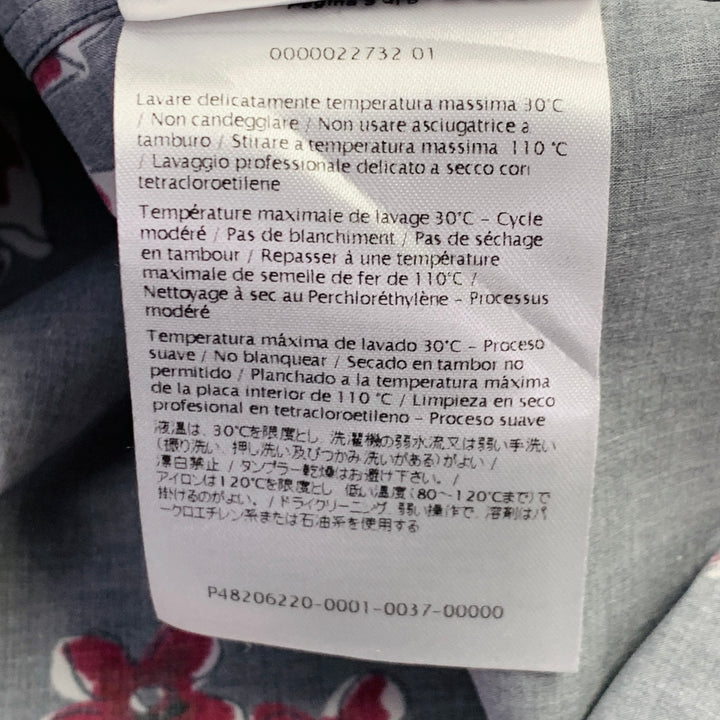 0000022732 01
Lavare delicatamente temperatura massima 30°C
/ Non candeggiare / Non usare asciugatrice a
tamburo / Stirare a temperatura massima 110 °C
/ Lavaggio professionale delicato a secco con
tetracloroetilene
Température maximale de lavage 30°C – Cycle
modéré / Pas de blanchiment / Pas de séchage
en tambour / Repasser à une température
maximale de semelle de fer de 110°C /
Nettoyage à sec au Perchloréthylène – Processus
modéré
Temperatura máxima de lavado 30°C – Proceso
suave / No blanquear / Secado en tambor no
permitido / Planchado a la temperatura máxima
de la placa interior de 110 °C / Limpieza en seco
profesional en tetracloroetileno – Proceso suave
液温は、30℃を限度とし、洗濯機の弱水流又は弱い手洗い
(振り洗い、押し洗い及びつかみ洗いがある)がよい /
漂白禁止 / タンブラー乾燥はお避け下さい。 /
アイロンは120℃を限度とし、低い温度(80～120℃まで)で
掛けるのがよい。 / ドライクリーニング、弱い操作で、溶剤はパ
ークロエチレン系または石油系を使用する
P48206220-0001-0037-00000